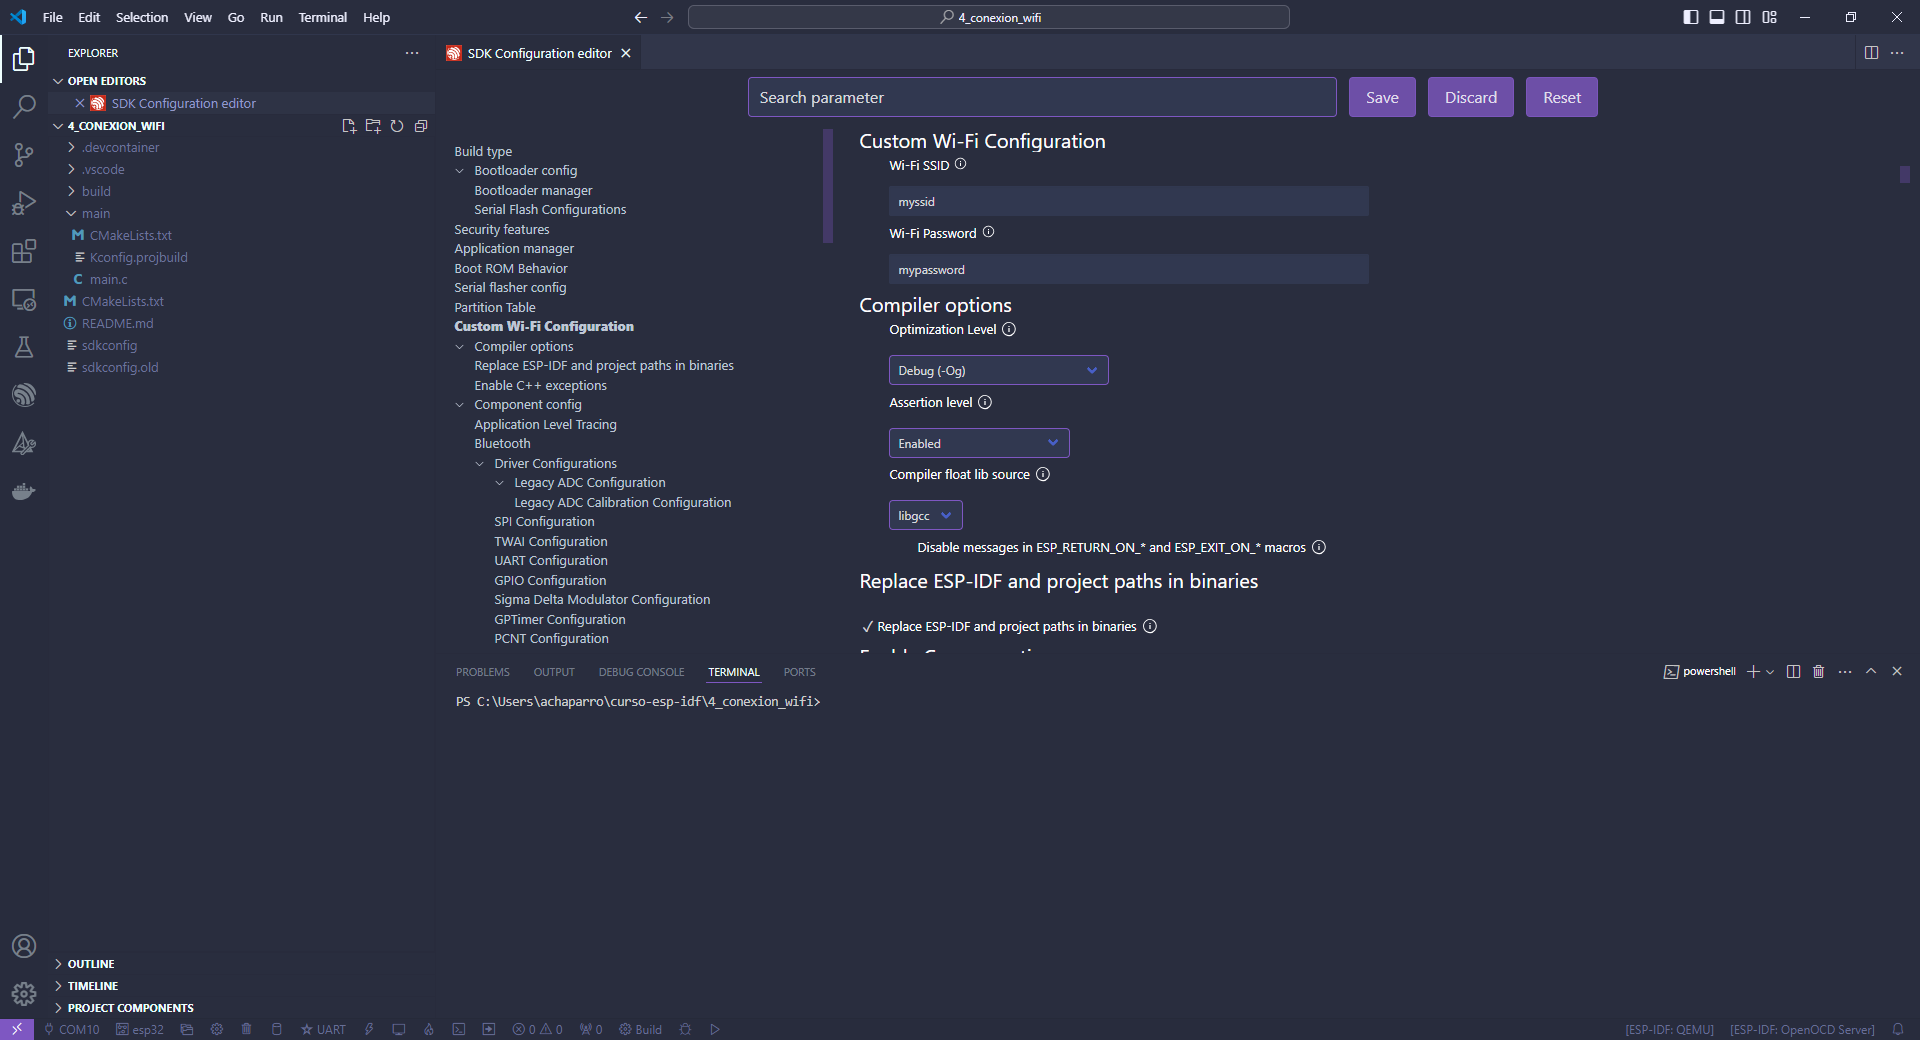 File Edit Selection View Go Run Terminal Help
4_conexion_wifi
EXPLORER
OPEN EDITORS
SDK Configuration editor
4_CONEXION_WIFI
.devcontainer
.vscode
build
main
CMakeLists.txt
Kconfig.projbuild
main.c
CMakeLists.txt
README.md
sdkconfig
sdkconfig.old
OUTLINE
TIMELINE
PROJECT COMPONENTS
SDK Configuration editor
Search parameter
Save
Discard
Reset
Build type
Bootloader config
Bootloader manager
Serial Flash Configurations
Security features
Application manager
Boot ROM Behavior
Serial flasher config
Partition Table
Custom Wi-Fi Configuration
Compiler options
Replace ESP-IDF and project paths in binaries
Enable C++ exceptions
Component config
Application Level Tracing
Bluetooth
Driver Configurations
Legacy ADC Configuration
Legacy ADC Calibration Configuration
SPI Configuration
TWAI Configuration
UART Configuration
GPIO Configuration
Sigma Delta Modulator Configuration
GPTimer Configuration
PCNT Configuration
Custom Wi-Fi Configuration
Wi-Fi SSID
myssid
Wi-Fi Password
mypassword
Compiler options
Optimization Level
Debug (-Og)
Assertion level
Enabled
Compiler float lib source
libgcc
Disable messages in ESP_RETURN_ON_* and ESP_EXIT_ON_* macros
Replace ESP-IDF and project paths in binaries
Replace ESP-IDF and project paths in binaries
PROBLEMS OUTPUT DEBUG CONSOLE TERMINAL PORTS
powershell
PS C:\Users\achaparro\curso-esp-idf\4_conexion_wifi>
COM10 esp32 UART 0 0 0 Build [ESP-IDF: QEMU] [ESP-IDF: OpenOCD Server]